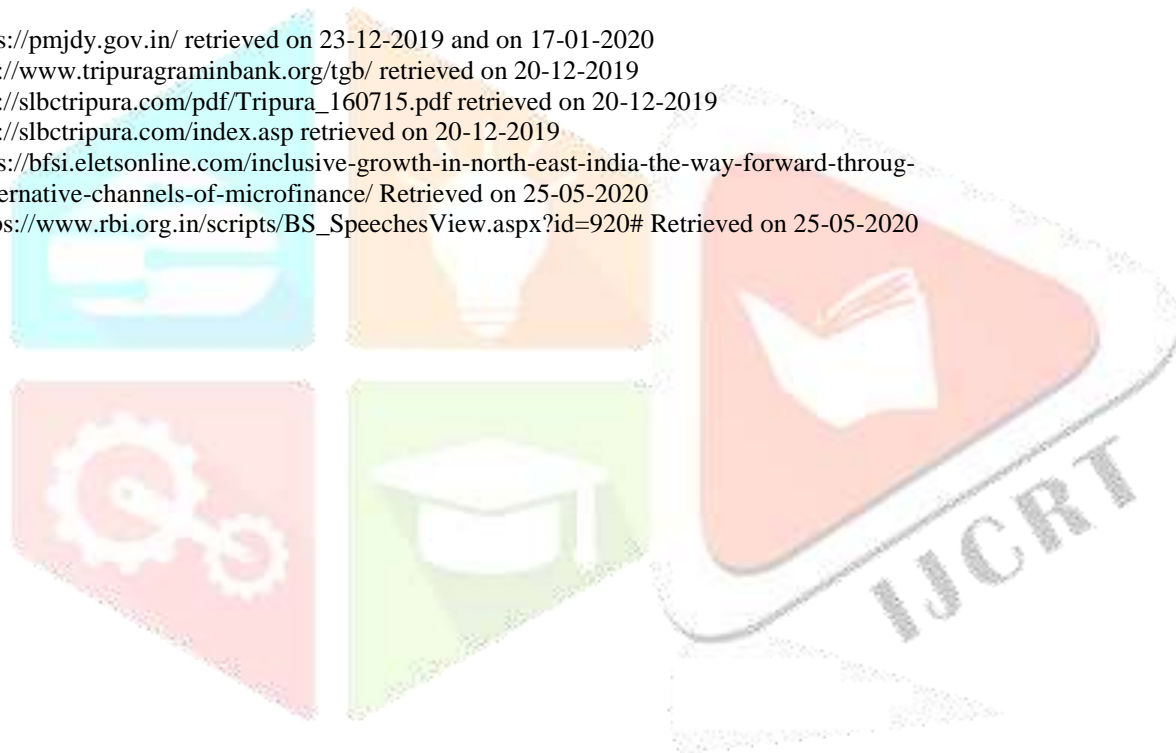 s://pmjdy.gov.in/ retrieved on 23-12-2019 and on 17-01-2020
://www.tripuragraminbank.org/tgb/ retrieved on 20-12-2019
://slbctripura.com/pdf/Tripura_160715.pdf retrieved on 20-12-2019
://slbctripura.com/index.asp retrieved on 20-12-2019
s://bfsi.eletsonline.com/inclusive-growth-in-north-east-india-the-way-forward-throug-
ernative-channels-of-microfinance/ Retrieved on 25-05-2020
os://www.rbi.org.in/scripts/BS_SpeechesView.aspx?id=920# Retrieved on 25-05-2020
IJCRT